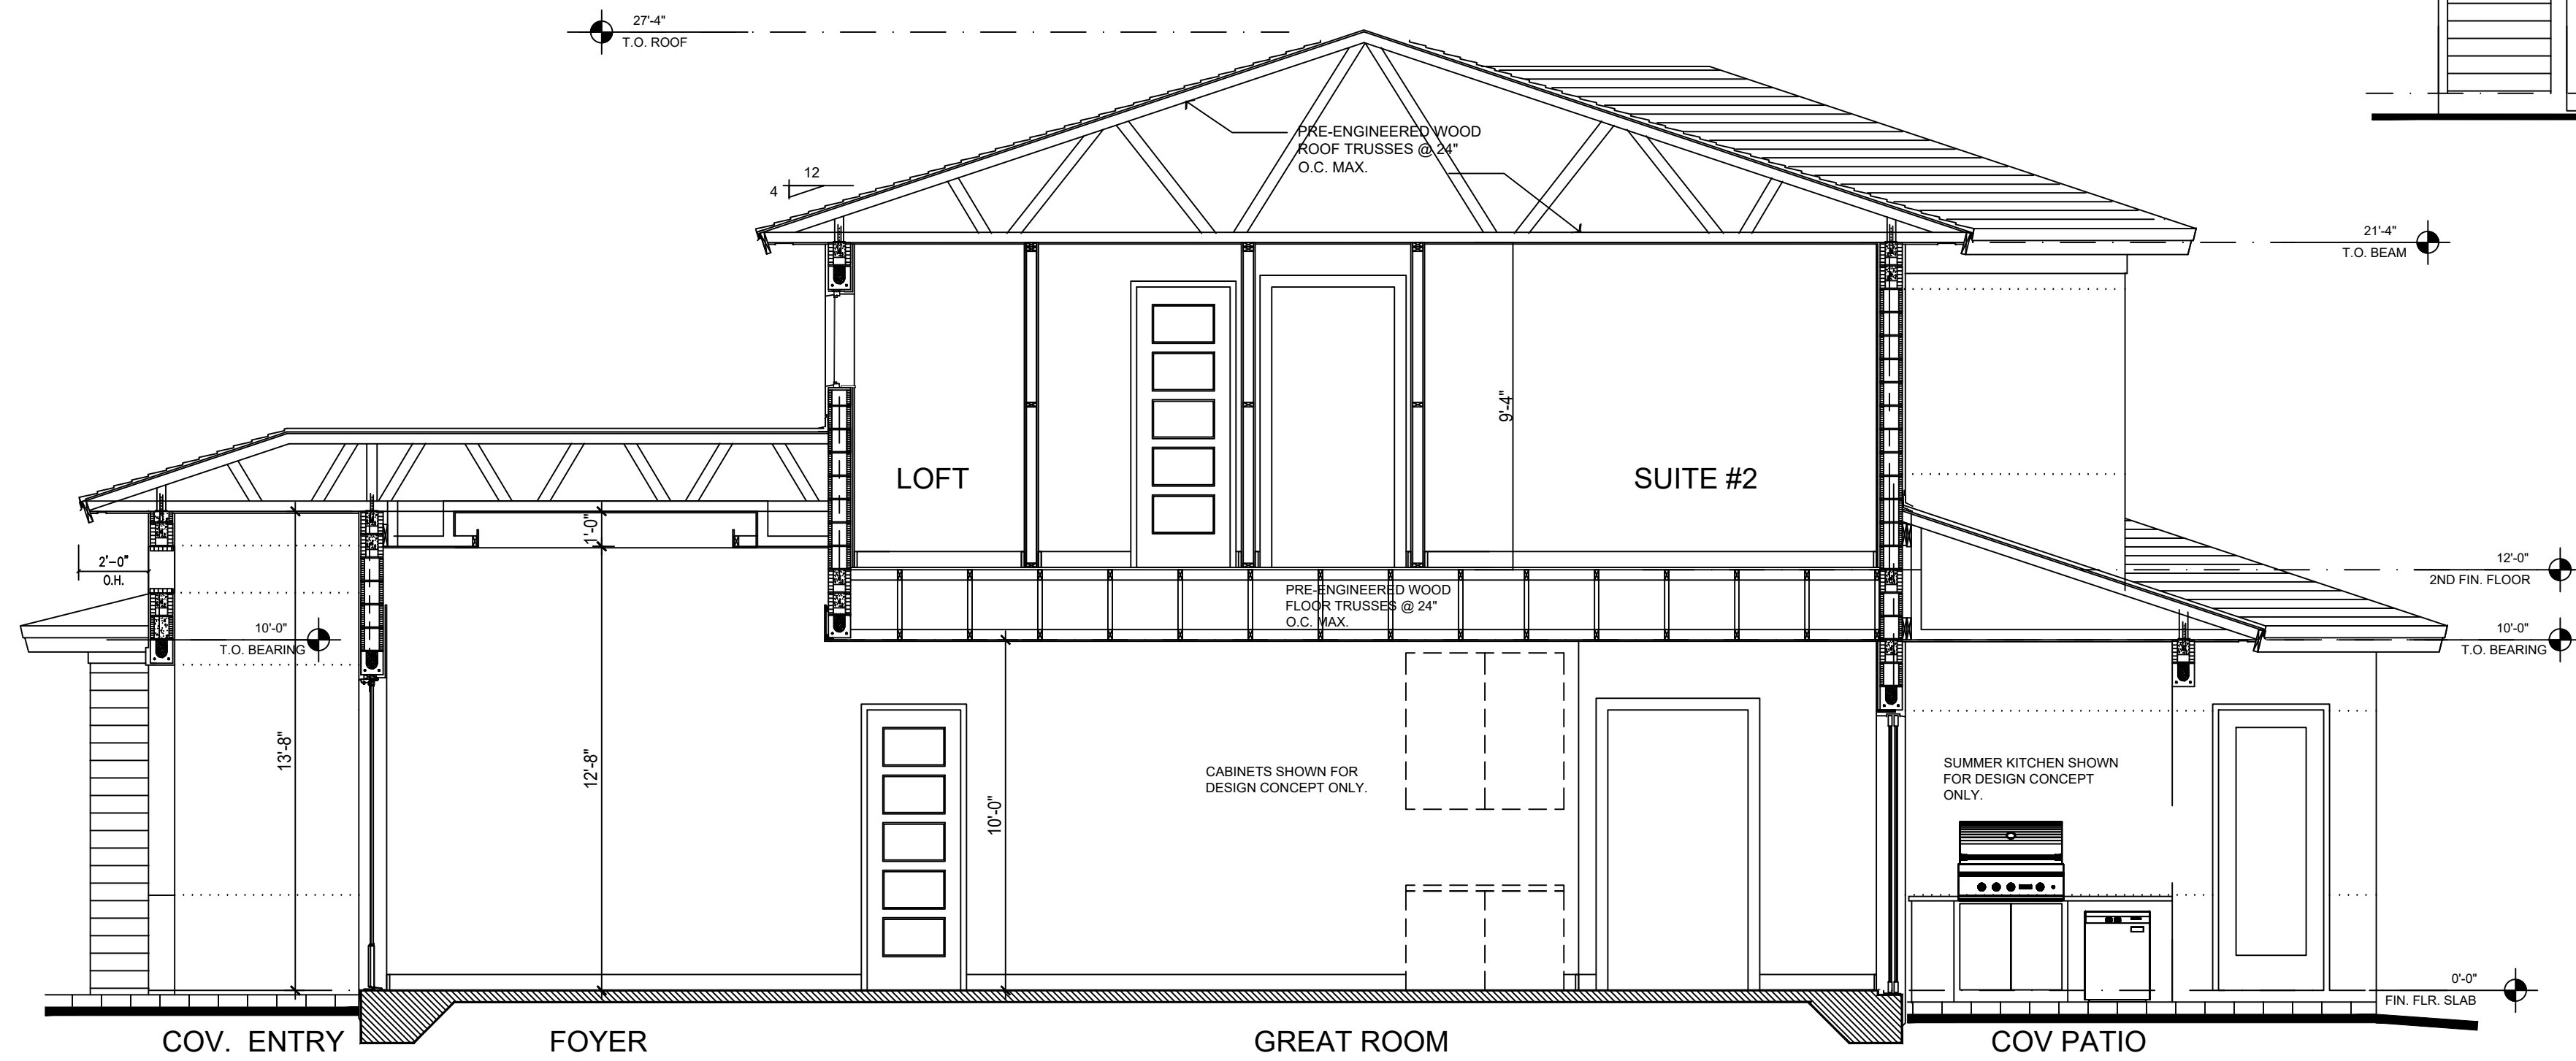 27'-4"
T.O. ROOF
PRE-ENGINEERED WOOD
ROOF TRUSSES @ 24"
O.C. MAX.
12
4
21'-4"
T.O. BEAM
9'-4"
LOFT
SUITE #2
1'-0"
2'-0"
O.H.
12'-0"
2ND FIN. FLOOR
PRE-ENGINEERED WOOD
FLOOR TRUSSES @ 24"
O.C. MAX.
10'-0"
T.O. BEARING
10'-0"
T.O. BEARING
13'-8"
12'-8"
10'-0"
CABINETS SHOWN FOR
DESIGN CONCEPT ONLY.
SUMMER KITCHEN SHOWN
FOR DESIGN CONCEPT
ONLY.
0'-0"
FIN. FLR. SLAB
COV. ENTRY
FOYER
GREAT ROOM
COV PATIO